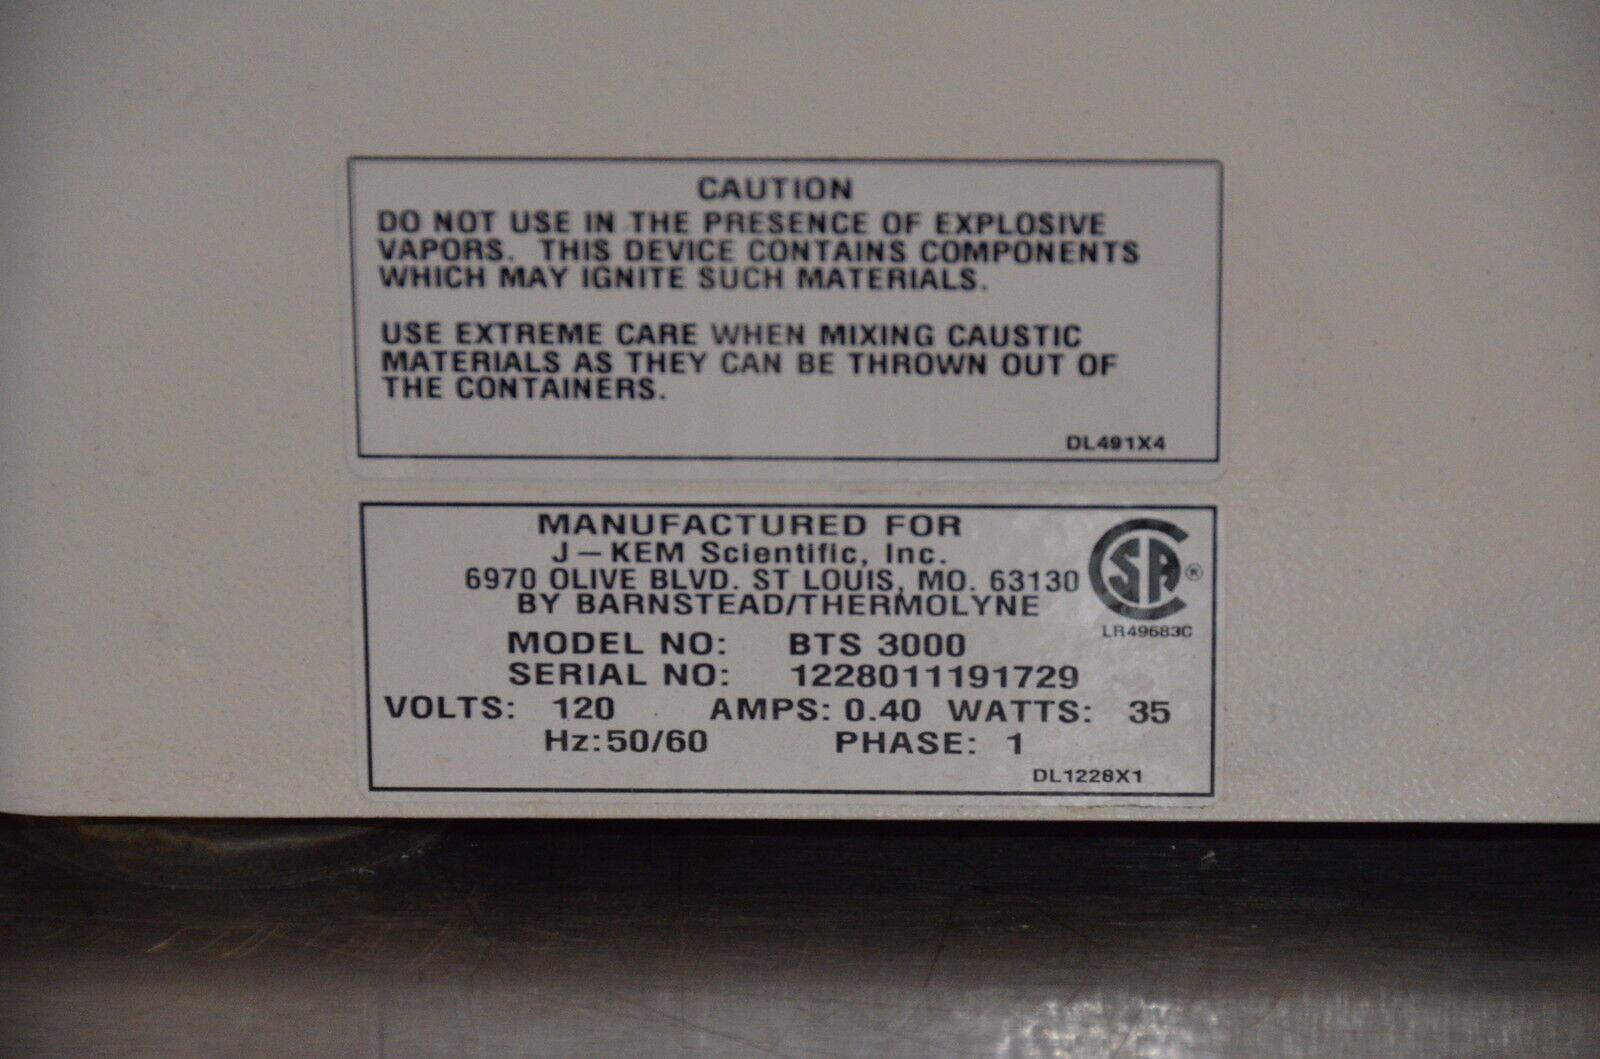 CAUTION
DO NOT USE IN THE PRESENCE OF EXPLOSIVE
VAPORS. THIS DEVICE CONTAINS COMPONENTS
WHICH MAY IGNITE SUCH MATERIALS.
USE EXTREME CARE WHEN MIXING CAUSTIC
MATERIALS AS THEY CAN BE THROWN OUT OF
THE CONTAINERS.
DL491X4
MANUFACTURED FOR
J-KEM Scientific, Inc.
6970 OLIVE BLVD. ST LOUIS, MO. 63130
BY BARNSTEAD/THERMOLYNE
CSA ®
LR49683C
MODEL NO: BTS 3000
SERIAL NO: 1228011191729
VOLTS: 120 AMPS: 0.40 WATTS: 35
Hz:50/60 PHASE: 1
DL1228X1